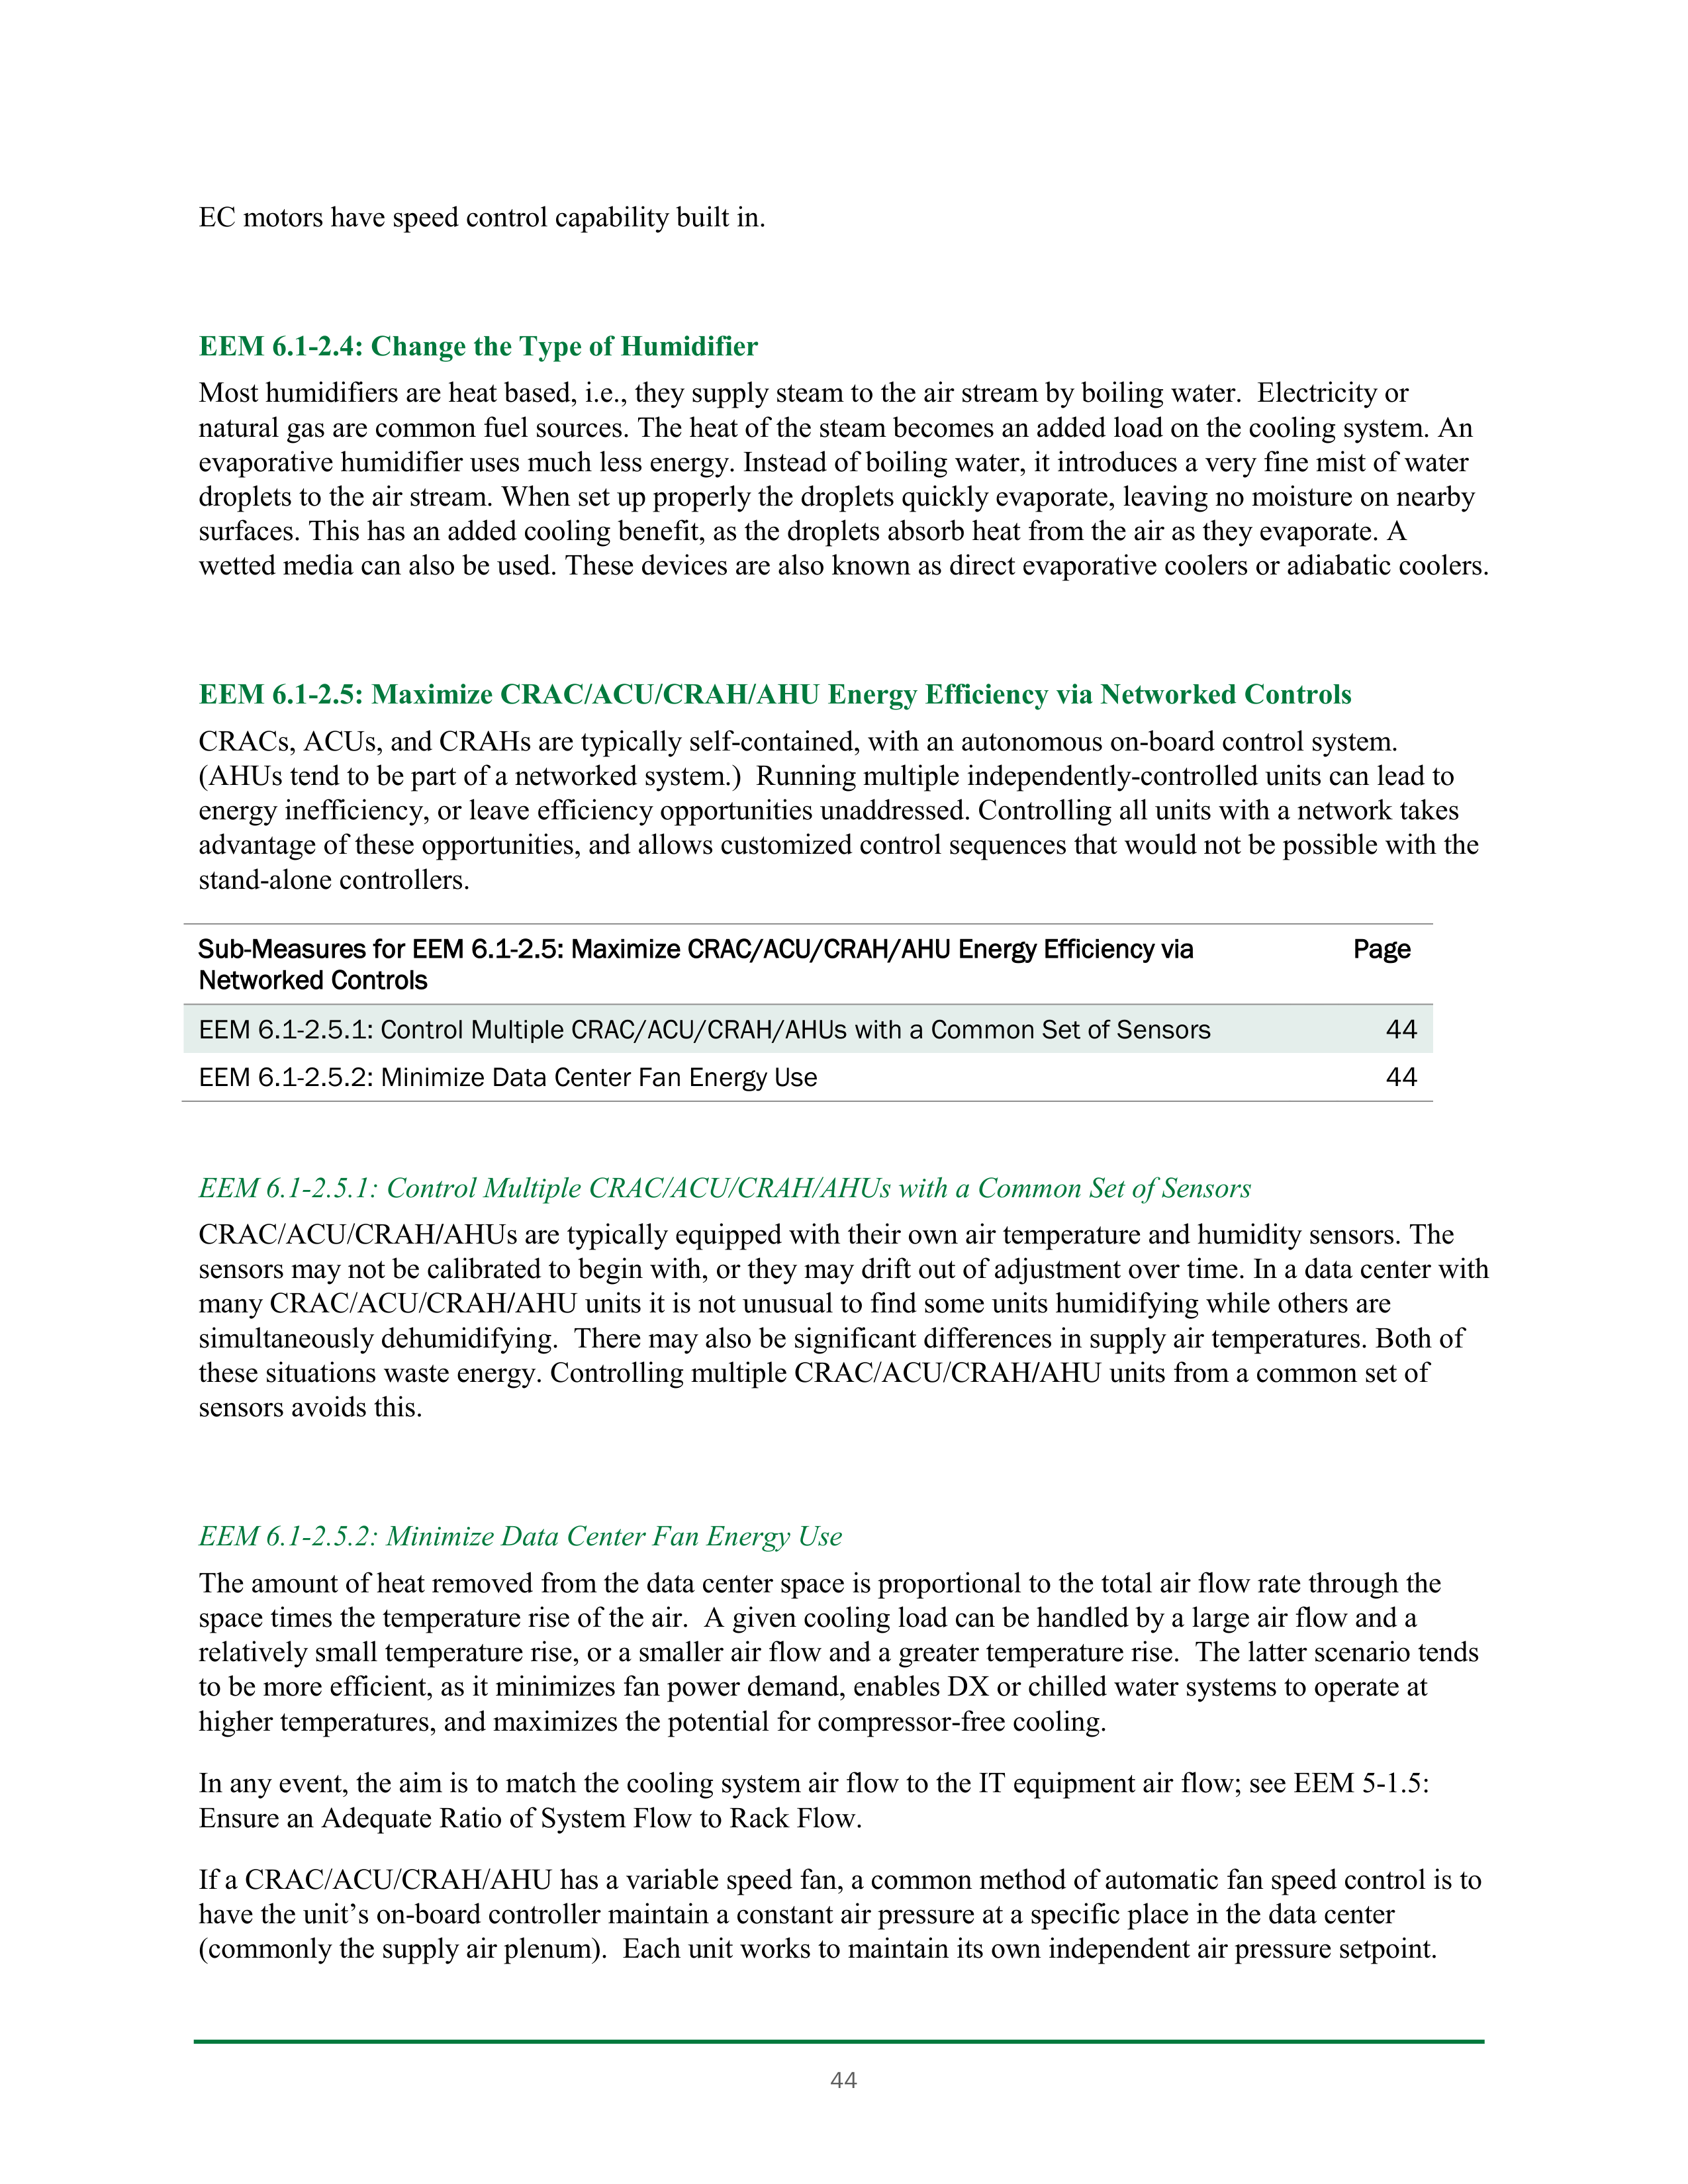 EC motors have speed control capability built in.
EEM 6.1-2.4: Change the Type of Humidifier
Most humidifiers are heat based, i.e., they supply steam to the air stream by boiling water.  Electricity or
natural gas are common fuel sources. The heat of the steam becomes an added load on the cooling system. An
evaporative humidifier uses much less energy. Instead of boiling water, it introduces a very fine mist of water
droplets to the air stream. When set up properly the droplets quickly evaporate, leaving no moisture on nearby
surfaces. This has an added cooling benefit, as the droplets absorb heat from the air as they evaporate. A
wetted media can also be used. These devices are also known as direct evaporative coolers or adiabatic coolers.
EEM 6.1-2.5: Maximize CRAC/ACU/CRAH/AHU Energy Efficiency via Networked Controls
CRACs, ACUs, and CRAHs are typically self-contained, with an autonomous on-board control system.
(AHUs tend to be part of a networked system.)  Running multiple independently-controlled units can lead to
energy inefficiency, or leave efficiency opportunities unaddressed. Controlling all units with a network takes
advantage of these opportunities, and allows customized control sequences that would not be possible with the
stand-alone controllers.
Sub-Measures for EEM 6.1-2.5: Maximize CRAC/ACU/CRAH/AHU Energy Efficiency via Page
Networked Controls
EEM 6.1-2.5.1: Control Multiple CRAC/ACU/CRAH/AHUs with a Common Set of Sensors 44
EEM 6.1-2.5.2: Minimize Data Center Fan Energy Use 44
EEM 6.1-2.5.1: Control Multiple CRAC/ACU/CRAH/AHUs with a Common Set of Sensors
CRAC/ACU/CRAH/AHUs are typically equipped with their own air temperature and humidity sensors. The
sensors may not be calibrated to begin with, or they may drift out of adjustment over time. In a data center with
many CRAC/ACU/CRAH/AHU units it is not unusual to find some units humidifying while others are
simultaneously dehumidifying.  There may also be significant differences in supply air temperatures. Both of
these situations waste energy. Controlling multiple CRAC/ACU/CRAH/AHU units from a common set of
sensors avoids this.
EEM 6.1-2.5.2: Minimize Data Center Fan Energy Use
The amount of heat removed from the data center space is proportional to the total air flow rate through the
space times the temperature rise of the air.  A given cooling load can be handled by a large air flow and a
relatively small temperature rise, or a smaller air flow and a greater temperature rise.  The latter scenario tends
to be more efficient, as it minimizes fan power demand, enables DX or chilled water systems to operate at
higher temperatures, and maximizes the potential for compressor-free cooling.
In any event, the aim is to match the cooling system air flow to the IT equipment air flow; see EEM 5-1.5:
Ensure an Adequate Ratio of System Flow to Rack Flow.
If a CRAC/ACU/CRAH/AHU has a variable speed fan, a common method of automatic fan speed control is to
have the unit’s on-board controller maintain a constant air pressure at a specific place in the data center
(commonly the supply air plenum).  Each unit works to maintain its own independent air pressure setpoint.
44